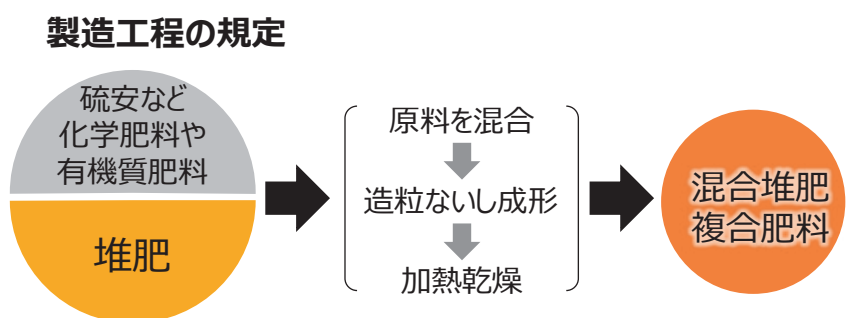 製造工程の規定
硫安など
化学肥料や
有機質肥料
堆肥
原料を混合
造粒ないし成形
加熱乾燥
混合堆肥
複合肥料